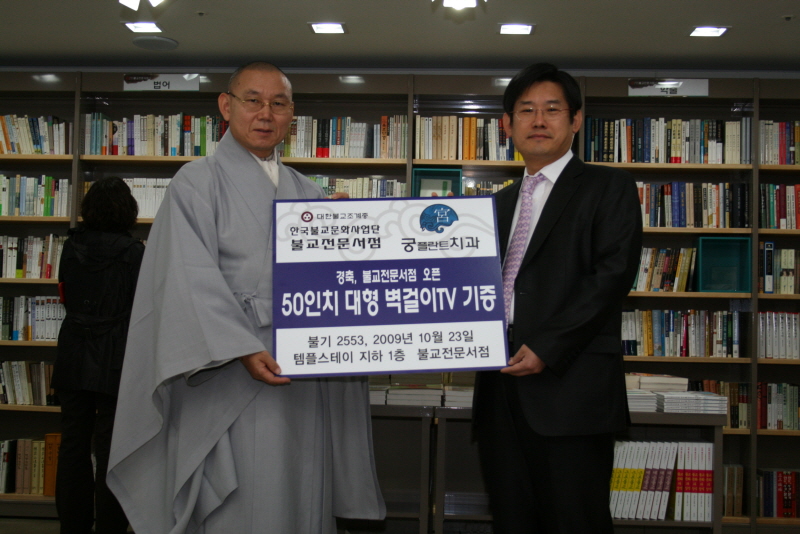 법어
대한불교조계종
한국불교문화사업단
불교전문서점
宮
궁플란트치과
경축, 불교전문서점 오픈
50인치 대형 벽걸이TV 기증
불기 2553, 2009년 10월 23일
템플스테이 지하 1층 불교전문서점